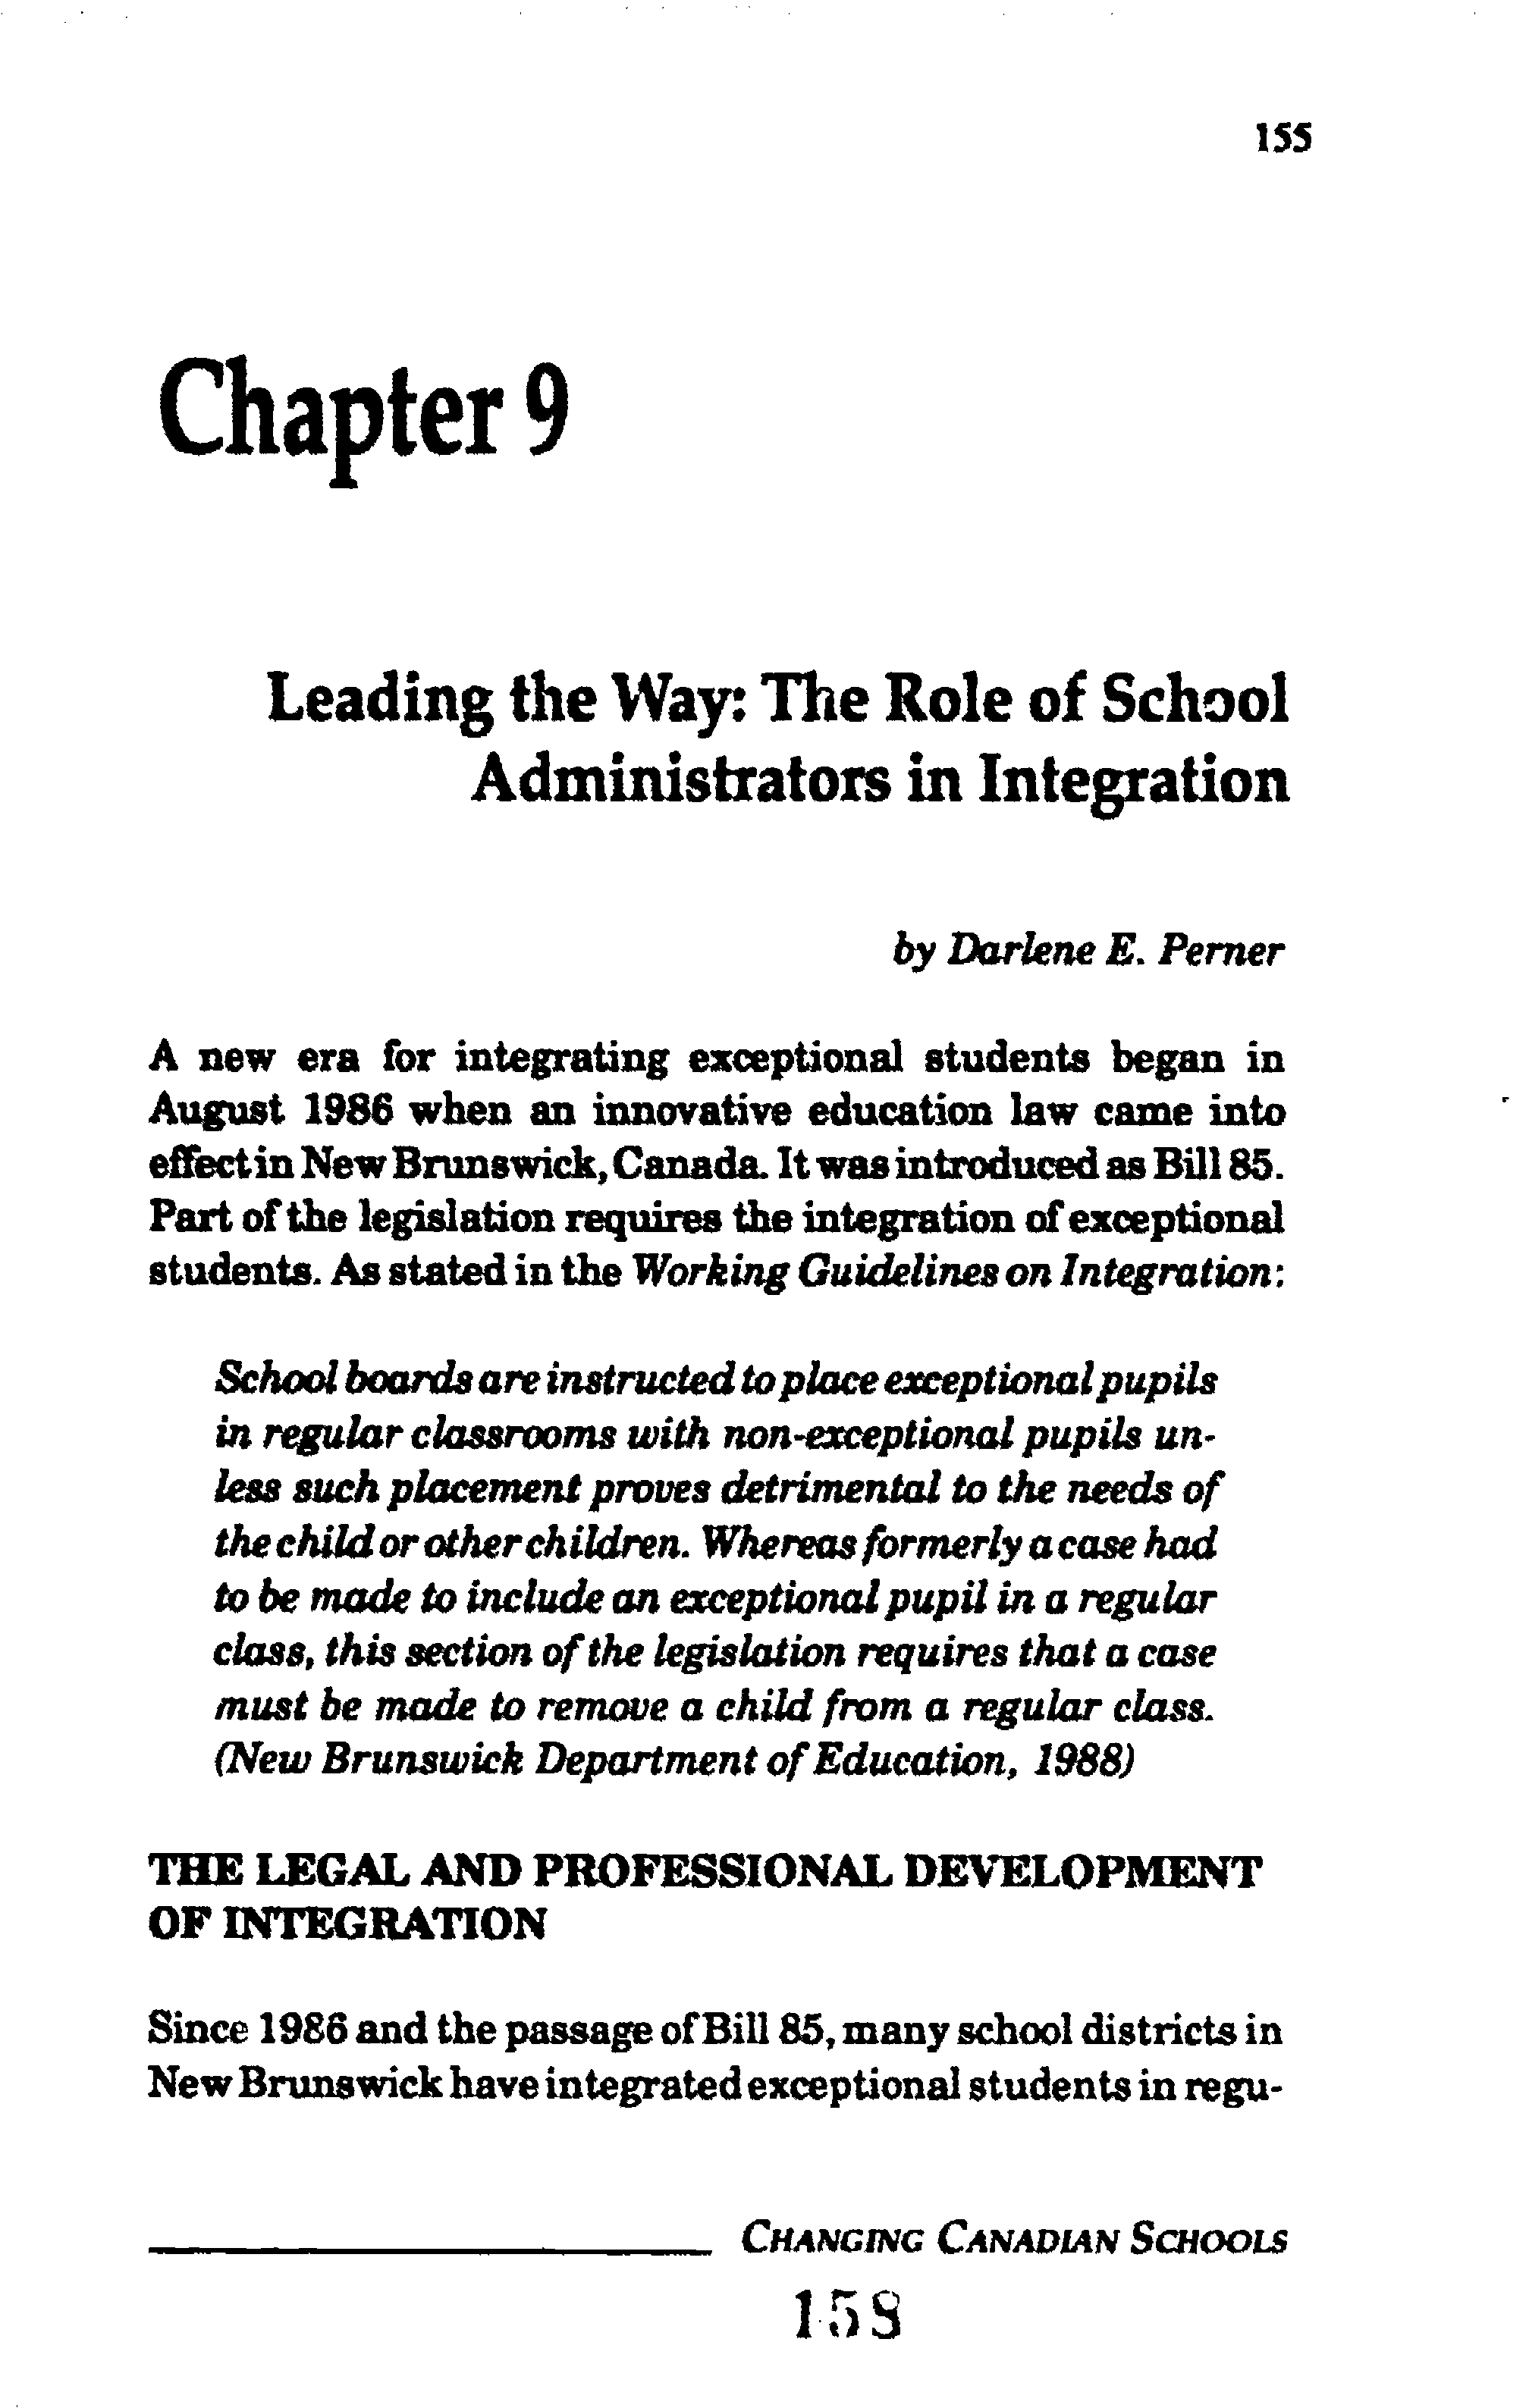 155
Chapter 9
Leading the Way: The Role of School
Administrators in Integration
by Darlene E. Perner
A new era for integrating exceptional students began in
August 1986 when an innovative education law came into
effect in New Brunswick, Canada. It was introduced as Bill 85.
Part of the legislation requires the integration of exceptional
students. As stated in the Working Guidelines on Integration:
School boards are instructed to place exceptional pupils
in regular classrooms with non-exceptional pupils un-
less such placement proves detrimental to the needs of
the child or other children. Whereas formerly a case had
to be made to include an exceptional pupil in a regular
class, this section of the legislation requires that a case
must be made to remove a child from a regular class.
(New Brunswick Department of Education, 1988)
THE LEGAL AND PROFESSIONAL DEVELOPMENT
OF INTEGRATION
Since 1986 and the passage of Bill 85, many school districts in
New Brunswick have integrated exceptional students in regu-
CHANGING CANADIAN SCHOOLS
158